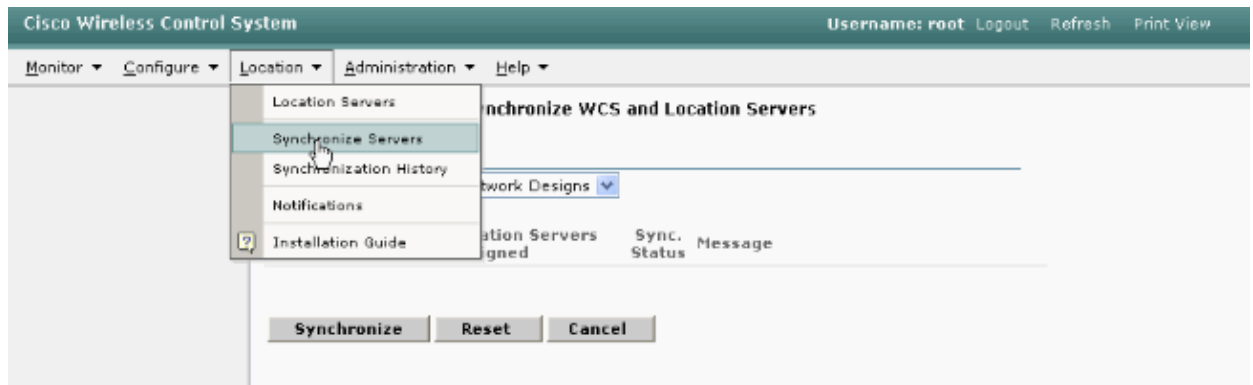 Cisco Wireless Control System
Username: root Logout Refresh Print View
Monitor Configure Location Administration Help
Location Servers
Synchronize Servers
Synchronization History
Notifications
Installation Guide
nchronize WCS and Location Servers
twork Designs
ation Servers
igned
Sync.
Status
Message
Synchronize Reset Cancel